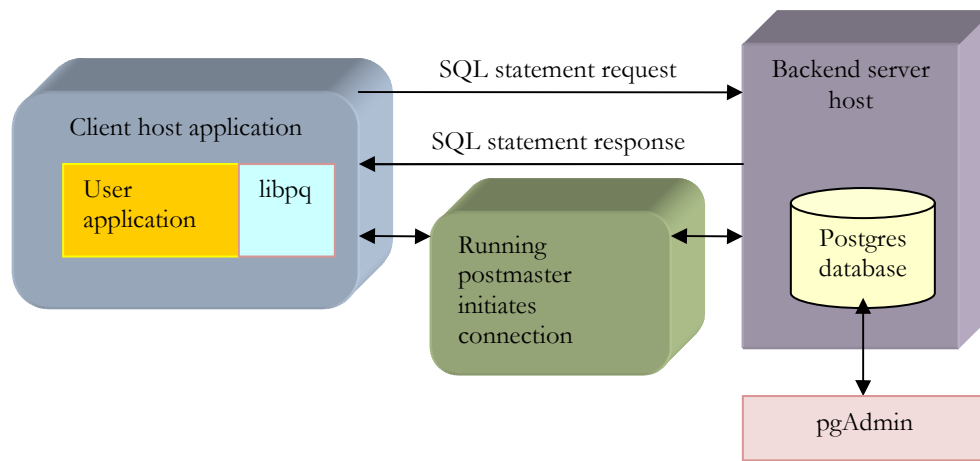 SQL statement request
Backend server
host
Client host application
SQL statement response
User
application
libpq
Running
postmaster
initiates
connection
Postgres
database
pgAdmin